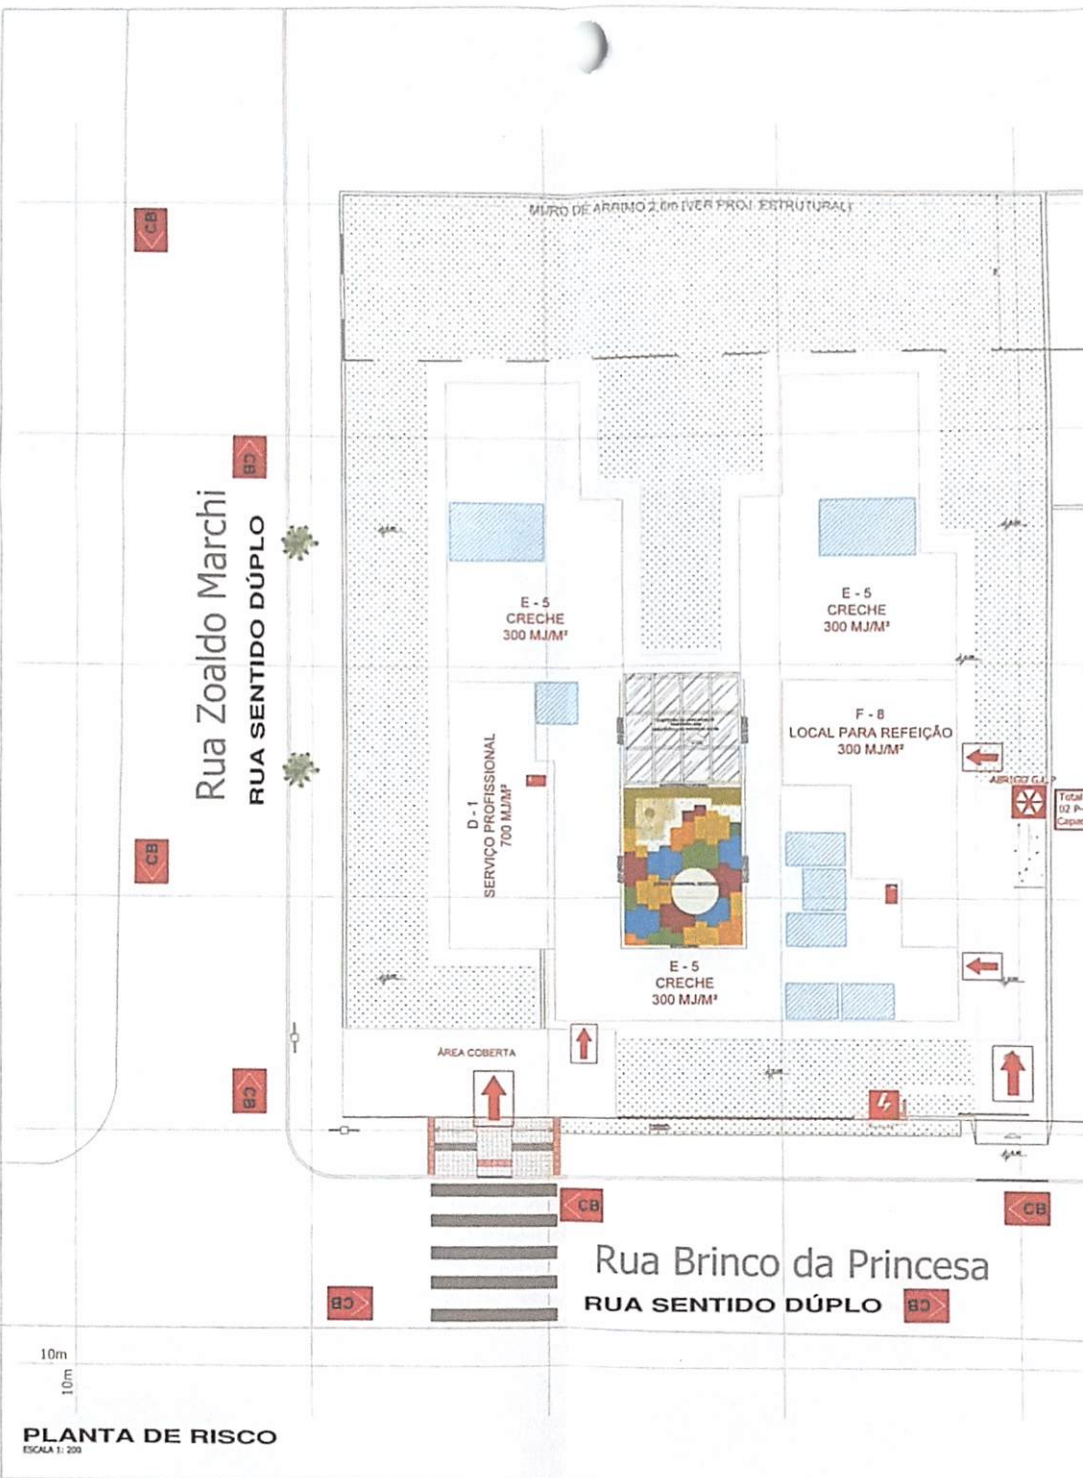 MURO DE ARRIMO 2,6m (VER PROJ. ESTRUTURAL)
CB
CB
Rua Zoaldo Marchi
RUA SENTIDO DÚPLO
E - 5
CRECHE
300 MJ/M²
E - 5
CRECHE
300 MJ/M²
F - 8
LOCAL PARA REFEIÇÃO
300 MJ/M²
D - 1
SERVIÇO PROFISSIONAL
700 MJ/M²
ABRIGO G.L.P
Total
02 P-
Capac
CB
E - 5
CRECHE
300 MJ/M²
ÁREA COBERTA
CB
CB
CB
Rua Brinco da Princesa
RUA SENTIDO DÚPLO
CB
CB
10m
10m
PLANTA DE RISCO
ESCALA 1: 200